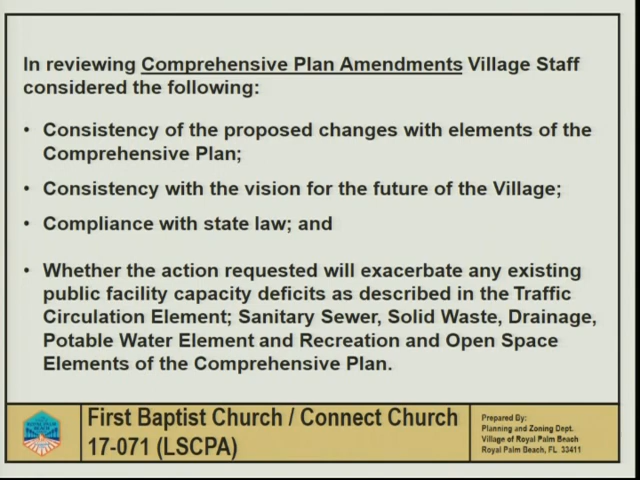 In reviewing Comprehensive Plan Amendments Village Staff
considered the following:
• Consistency of the proposed changes with elements of the
Comprehensive Plan;
• Consistency with the vision for the future of the Village;
• Compliance with state law; and
• Whether the action requested will exacerbate any existing
public facility capacity deficits as described in the Traffic
Circulation Element; Sanitary Sewer, Solid Waste, Drainage,
Potable Water Element and Recreation and Open Space
Elements of the Comprehensive Plan.
First Baptist Church / Connect Church
17-071 (LSCPA)
Prepared By:
Planning and Zoning Dept.
Village of Royal Palm Beach
Royal Palm Beach, FL 33411